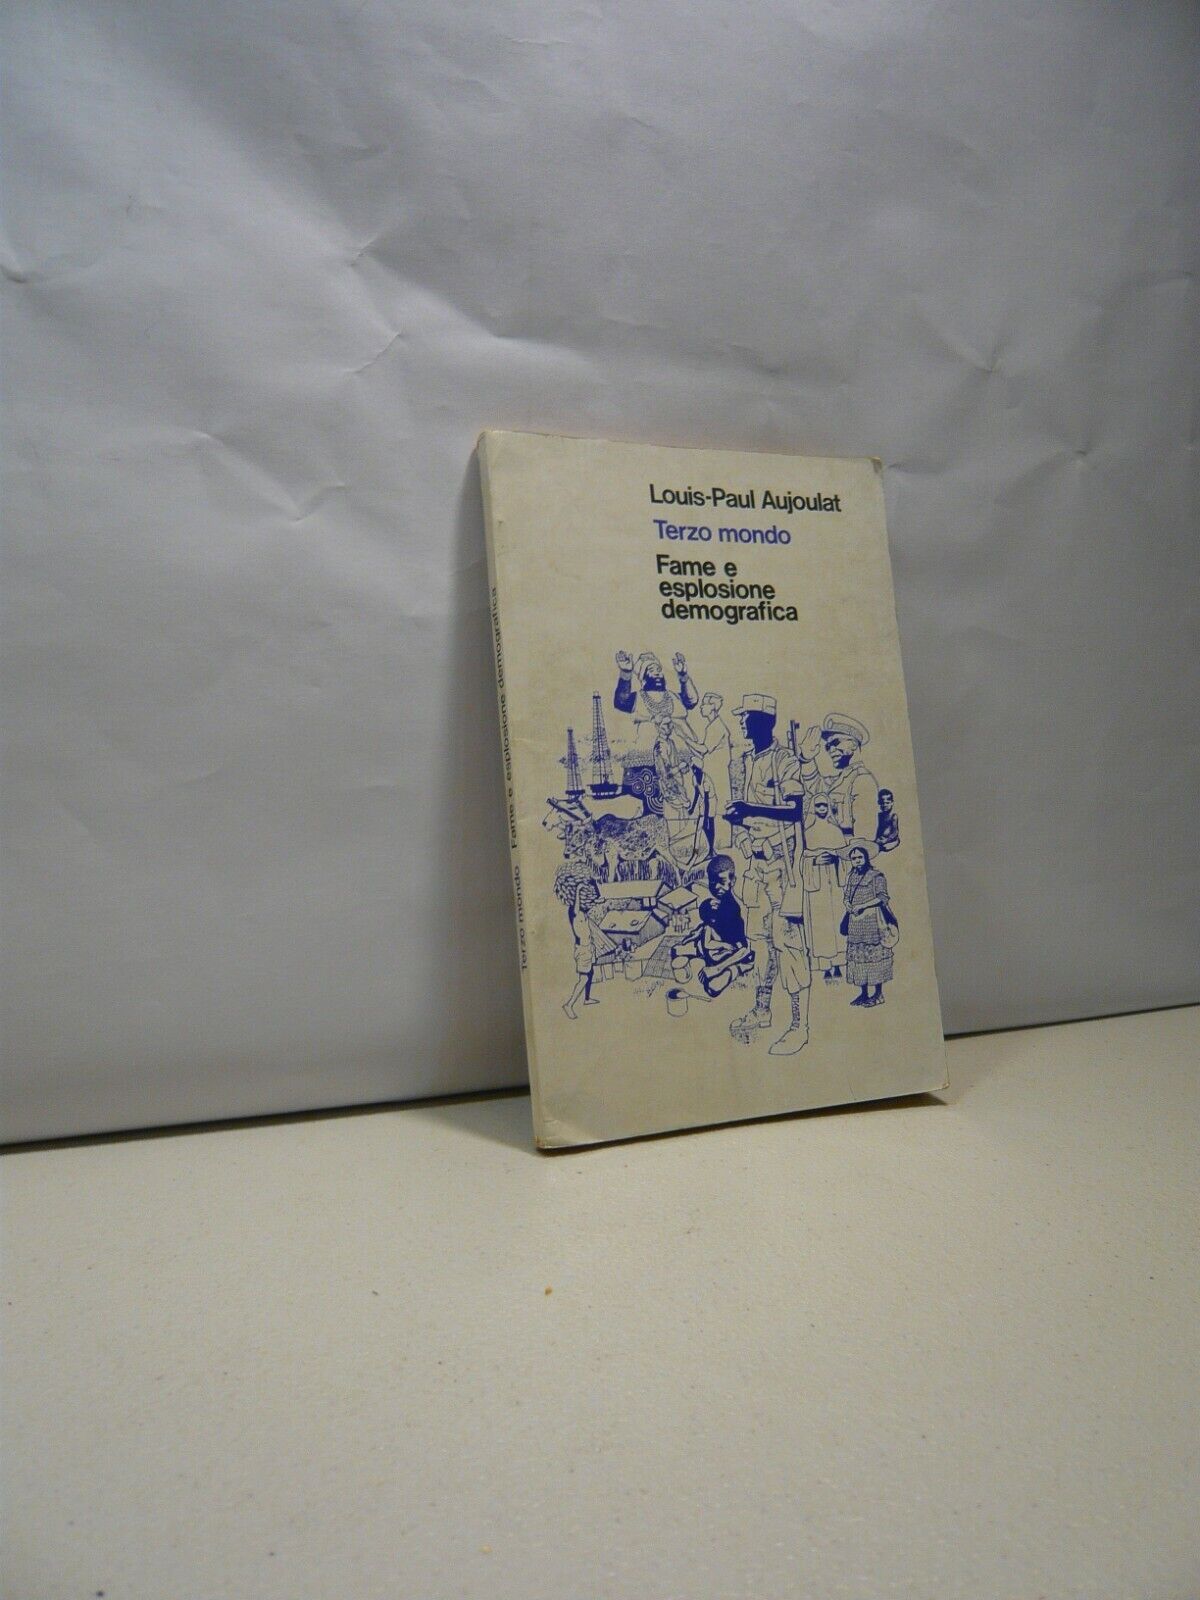 Louis-Paul Aujoulat
Terzo mondo
Fame e
esplosione
demografica
Terzo mondo Fame e esplosione demografica